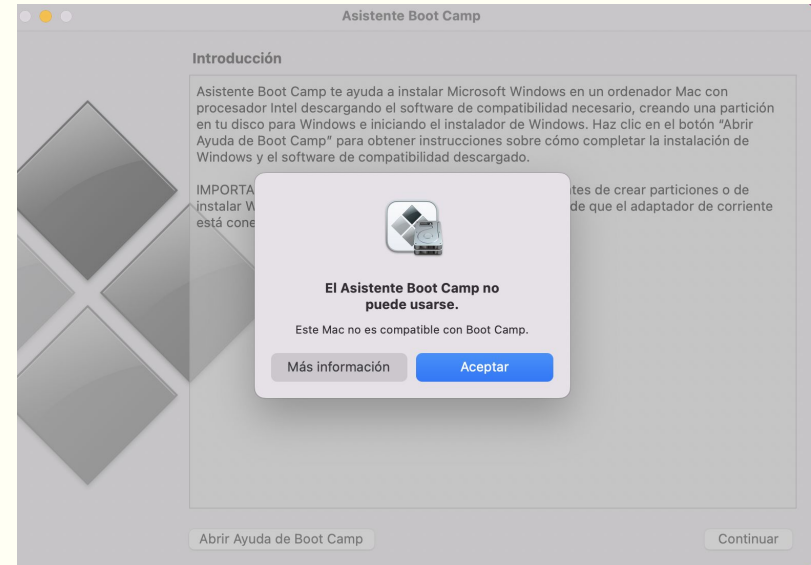 Asistente Boot Camp
Introducción
Asistente Boot Camp te ayuda a instalar Microsoft Windows en un ordenador Mac con
procesador Intel descargando el software de compatibilidad necesario, creando una partición
en tu disco para Windows e iniciando el instalador de Windows. Haz clic en el botón “Abrir
Ayuda de Boot Camp” para obtener instrucciones sobre cómo completar la instalación de
Windows y el software de compatibilidad descargado.
tes de crear particiones o de
instalar de que el adaptador de corriente
está
El Asistente Boot Camp no
puede usarse.
Este Mac no es compatible con Boot Camp.
Más información Aceptar
Abrir Ayuda de Boot Camp Continuar